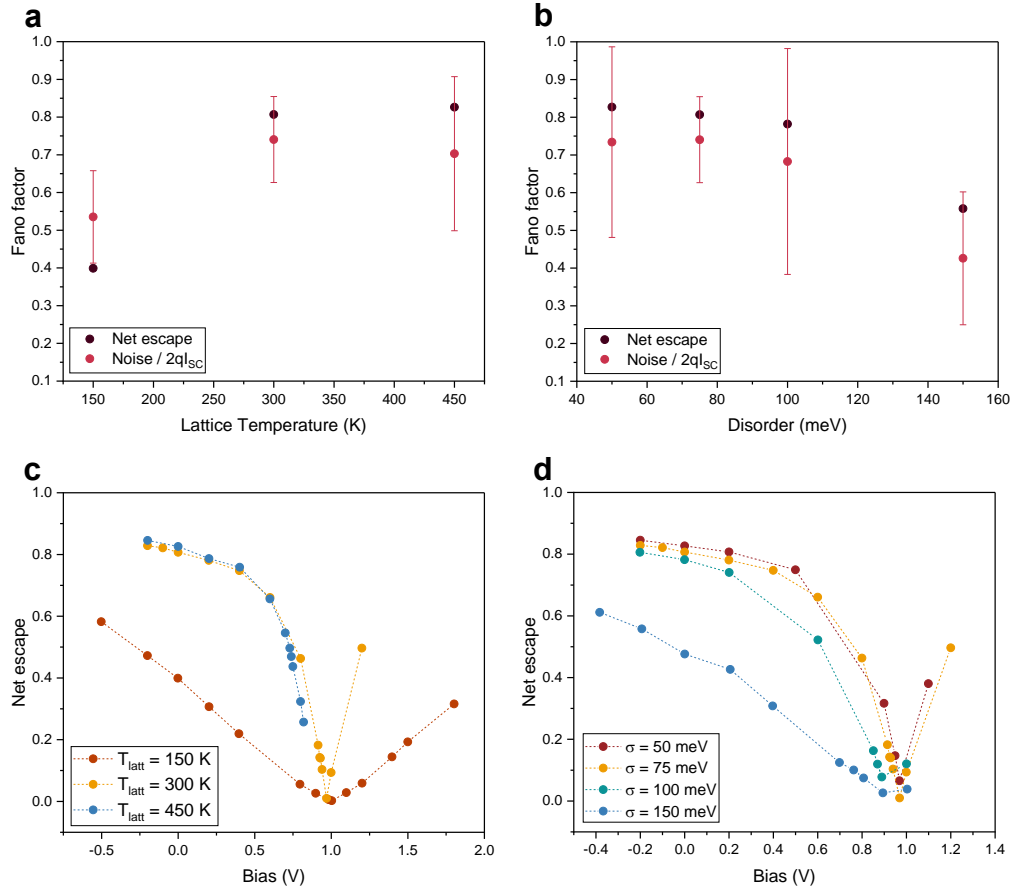 a
1.0
0.9
0.8
0.7
0.6
0.5
0.4
0.3
0.2
0.1
Fano factor
Net escape
Noise / 2qI_SC
150 200 250 300 350 400 450
Lattice Temperature (K)
b
1.0
0.9
0.8
0.7
0.6
0.5
0.4
0.3
0.2
0.1
Fano factor
Net escape
Noise / 2qI_SC
40 60 80 100 120 140 160
Disorder (meV)
c
1.0
0.8
0.6
0.4
0.2
0.0
Net escape
T_latt = 150 K
T_latt = 300 K
T_latt = 450 K
-0.5 0.0 0.5 1.0 1.5 2.0
Bias (V)
d
1.0
0.8
0.6
0.4
0.2
0.0
Net escape
σ = 50 meV
σ = 75 meV
σ = 100 meV
σ = 150 meV
-0.4 -0.2 0.0 0.2 0.4 0.6 0.8 1.0 1.2 1.4
Bias (V)